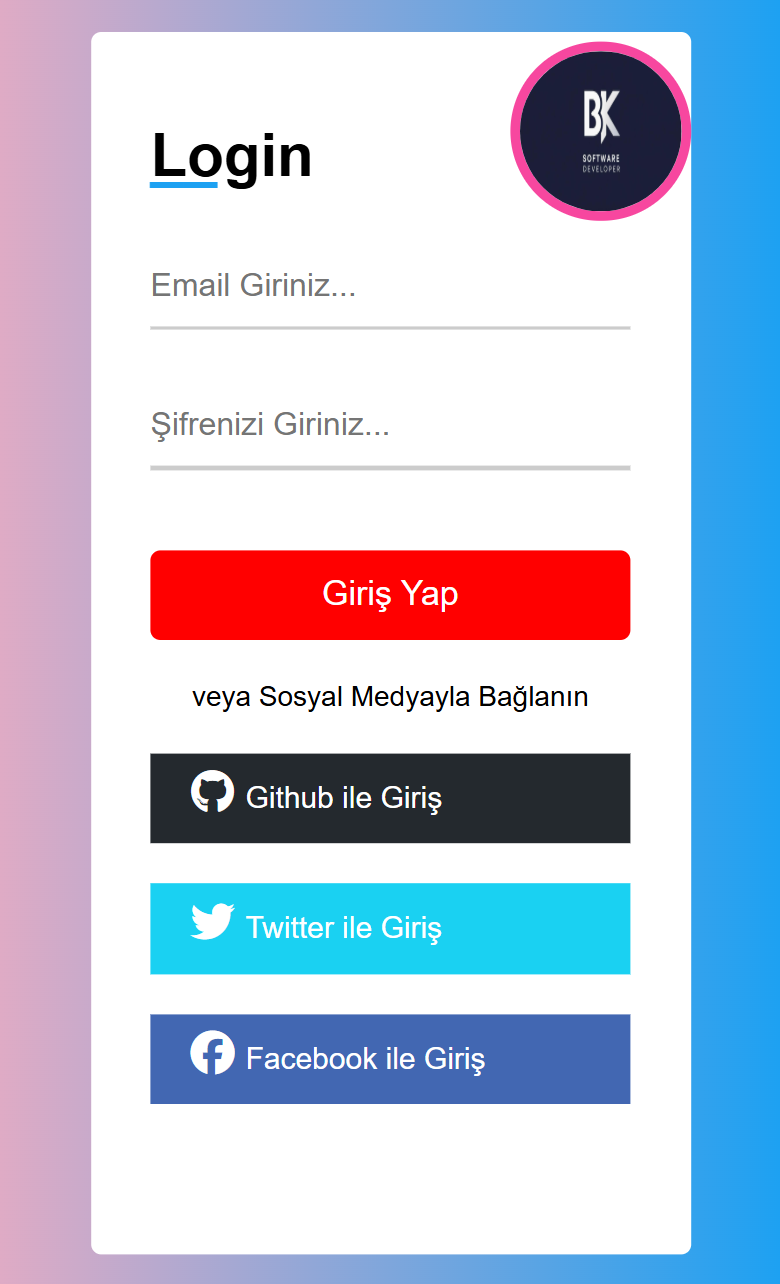 BK
SOFTWARE
DEVELOPER
Login
Email Giriniz...
Şifrenizi Giriniz...
Giriş Yap
veya Sosyal Medyayla Bağlanın
Github ile Giriş
Twitter ile Giriş
Facebook ile Giriş